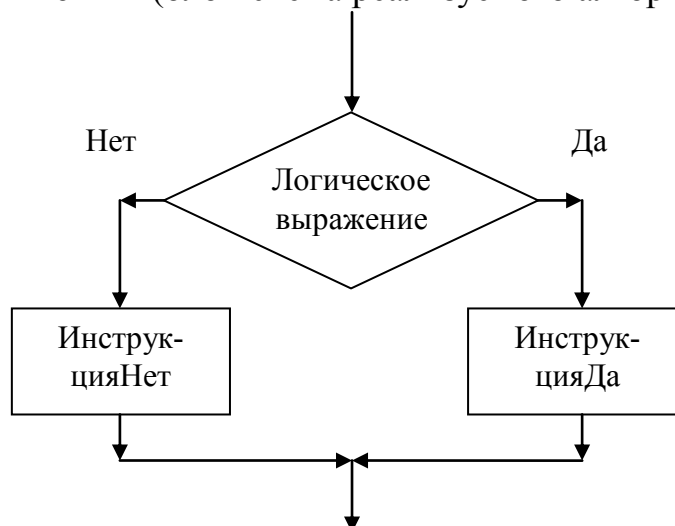 Нет
Да
Логическое
выражение
Инструк-
цияНет
Инструк-
цияДа